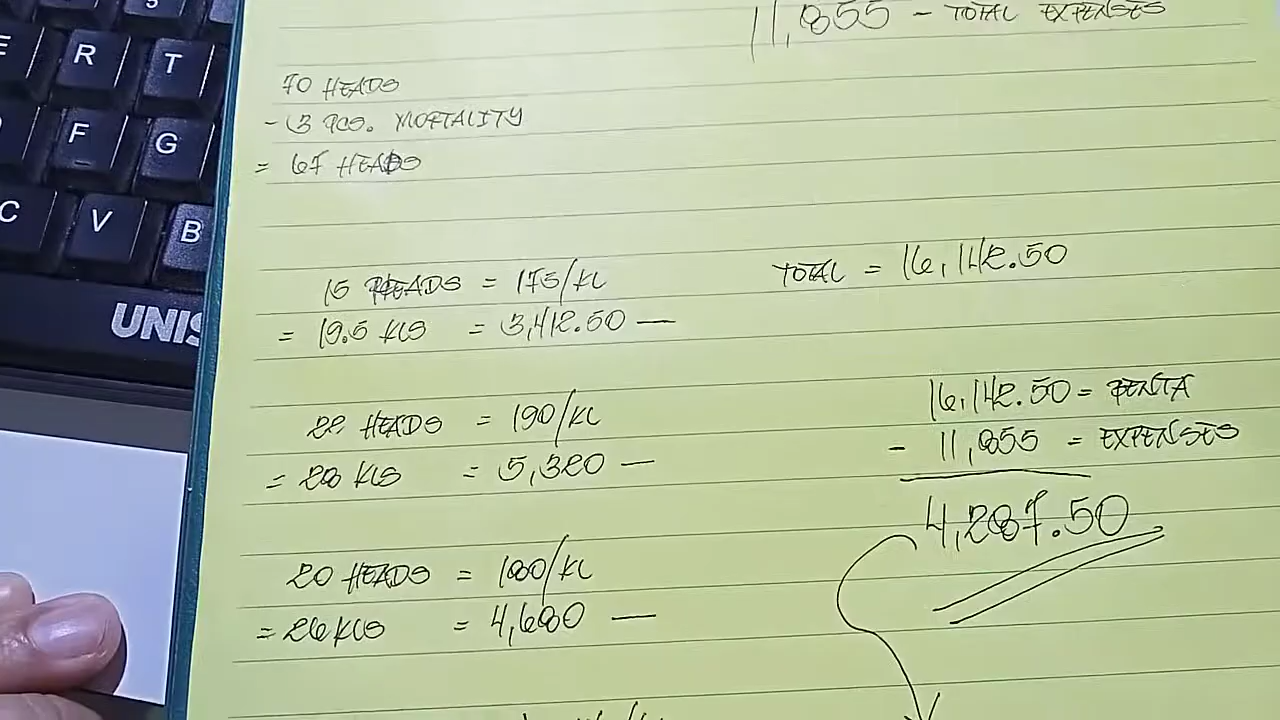 11,855 - TOTAL EXPENSES
70 HEADS
- 3 PCS. MORTALITY
= 67 HEADS
15 HEADS = 175/KL
= 19.5 KLS = 3,412.50 —
TOTAL = 16,142.50
22 HEADS = 190/KL
= 28 KLS = 5,320 —
16,142.50 = BENTA
- 11,855 = EXPENSES
4,287.50
20 HEADS = 180/KL
= 26 KLS = 4,680 —
E R T
F G
C V B
UNIS